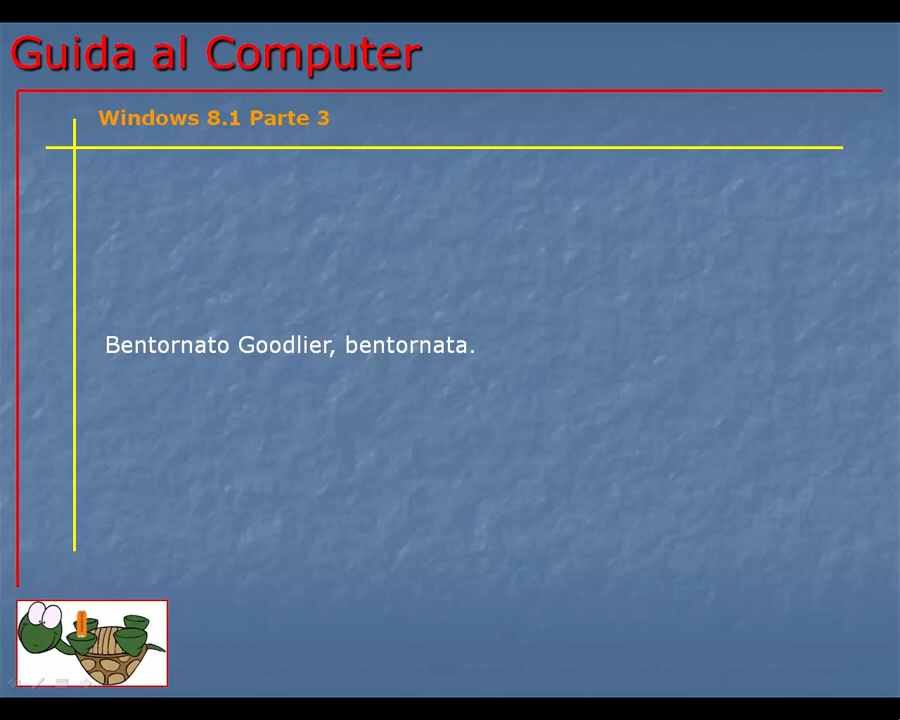 Guida al Computer
Windows 8.1 Parte 3
Bentornato Goodlier, bentornata.